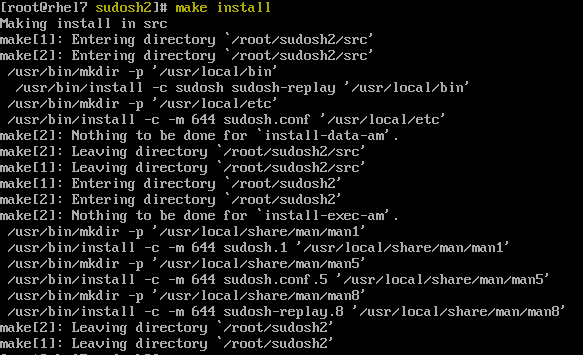 [root@rhel7 sudosh2]# make install
Making install in src
make[1]: Entering directory `/root/sudosh2/src'
make[2]: Entering directory `/root/sudosh2/src'
/usr/bin/mkdir -p '/usr/local/bin'
/usr/bin/install -c sudosh sudosh-replay '/usr/local/bin'
/usr/bin/mkdir -p '/usr/local/etc'
/usr/bin/install -c -m 644 sudosh.conf '/usr/local/etc'
make[2]: Nothing to be done for `install-data-am'.
make[2]: Leaving directory `/root/sudosh2/src'
make[1]: Leaving directory `/root/sudosh2/src'
make[1]: Entering directory `/root/sudosh2'
make[2]: Entering directory `/root/sudosh2'
make[2]: Nothing to be done for `install-exec-am'.
/usr/bin/mkdir -p '/usr/local/share/man/man1'
/usr/bin/install -c -m 644 sudosh.1 '/usr/local/share/man/man1'
/usr/bin/mkdir -p '/usr/local/share/man/man5'
/usr/bin/install -c -m 644 sudosh.conf.5 '/usr/local/share/man/man5'
/usr/bin/mkdir -p '/usr/local/share/man/man8'
/usr/bin/install -c -m 644 sudosh-replay.8 '/usr/local/share/man/man8'
make[2]: Leaving directory `/root/sudosh2'
make[1]: Leaving directory `/root/sudosh2'